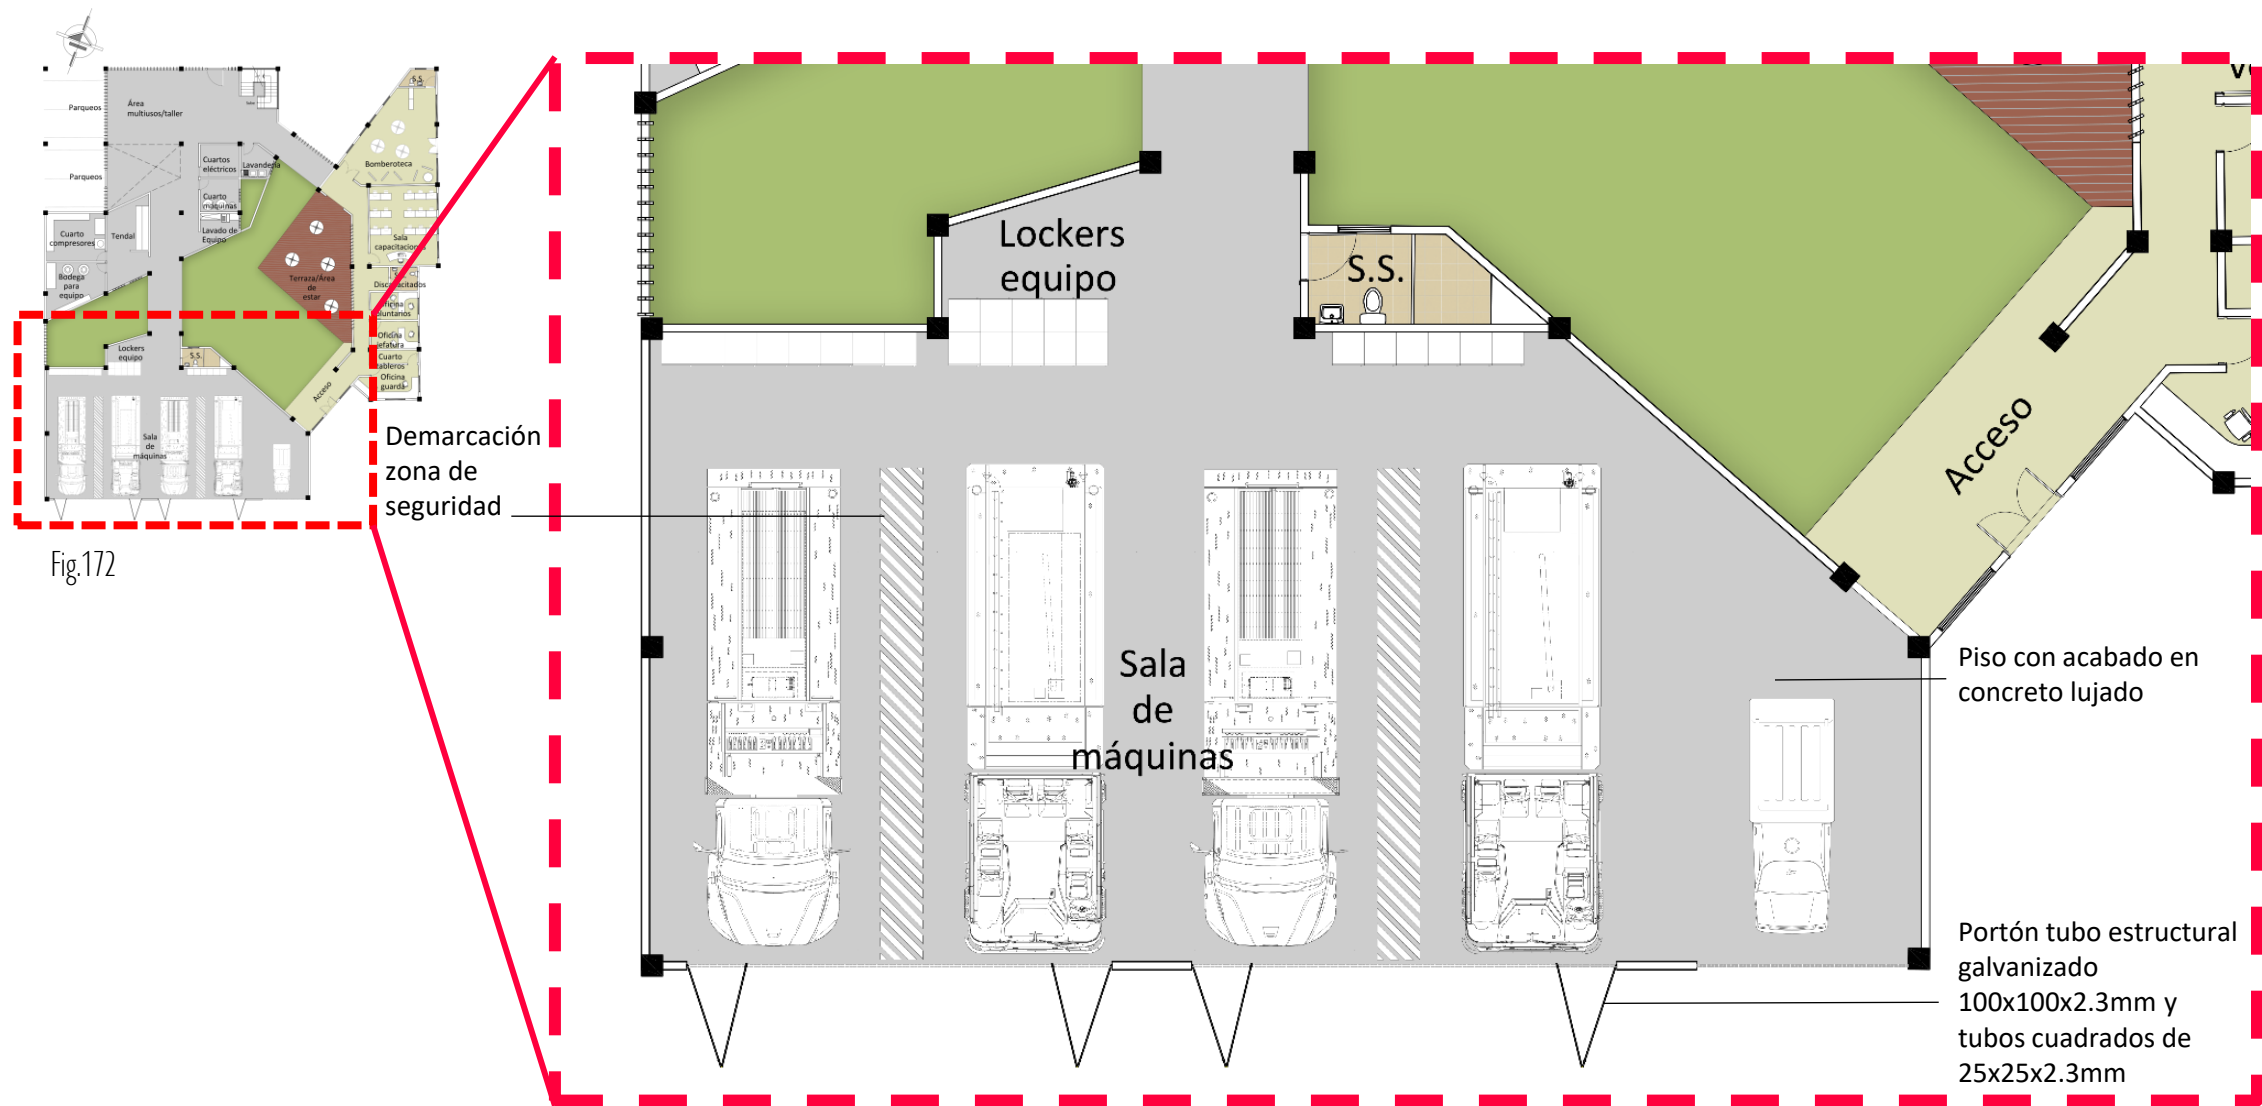 S.S.
Parqueos
Área
multiusos/taller
Cuartos
eléctricos
Lavandería
Bomberoteca
Parqueos
Cuarto
máquinas
Lavado de
Equipo
Cuarto
compresores
Tendal
Sala
capacitaciones
Bodega
para
equipo
Terraza/Área
de
estar
Discapacitados
Oficina
Oficina
Cuarto
tableros
Oficina
guarda
Lockers
equipo
S.S.
Acceso
Sala
de
máquinas
Fig.172
Demarcación
zona de
seguridad
Lockers
equipo
S.S.
Acceso
Sala
de
máquinas
Piso con acabado en
concreto lujado
Portón tubo estructural
galvanizado
100x100x2.3mm y
tubos cuadrados de
25x25x2.3mm